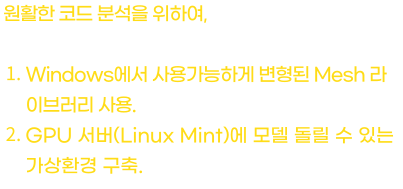 원활한 코드 분석을 위하여,
1. Windows에서 사용가능하게 변형된 Mesh 라
이브러리 사용.
2. GPU 서버(Linux Mint)에 모델 돌릴 수 있는
가상환경 구축.